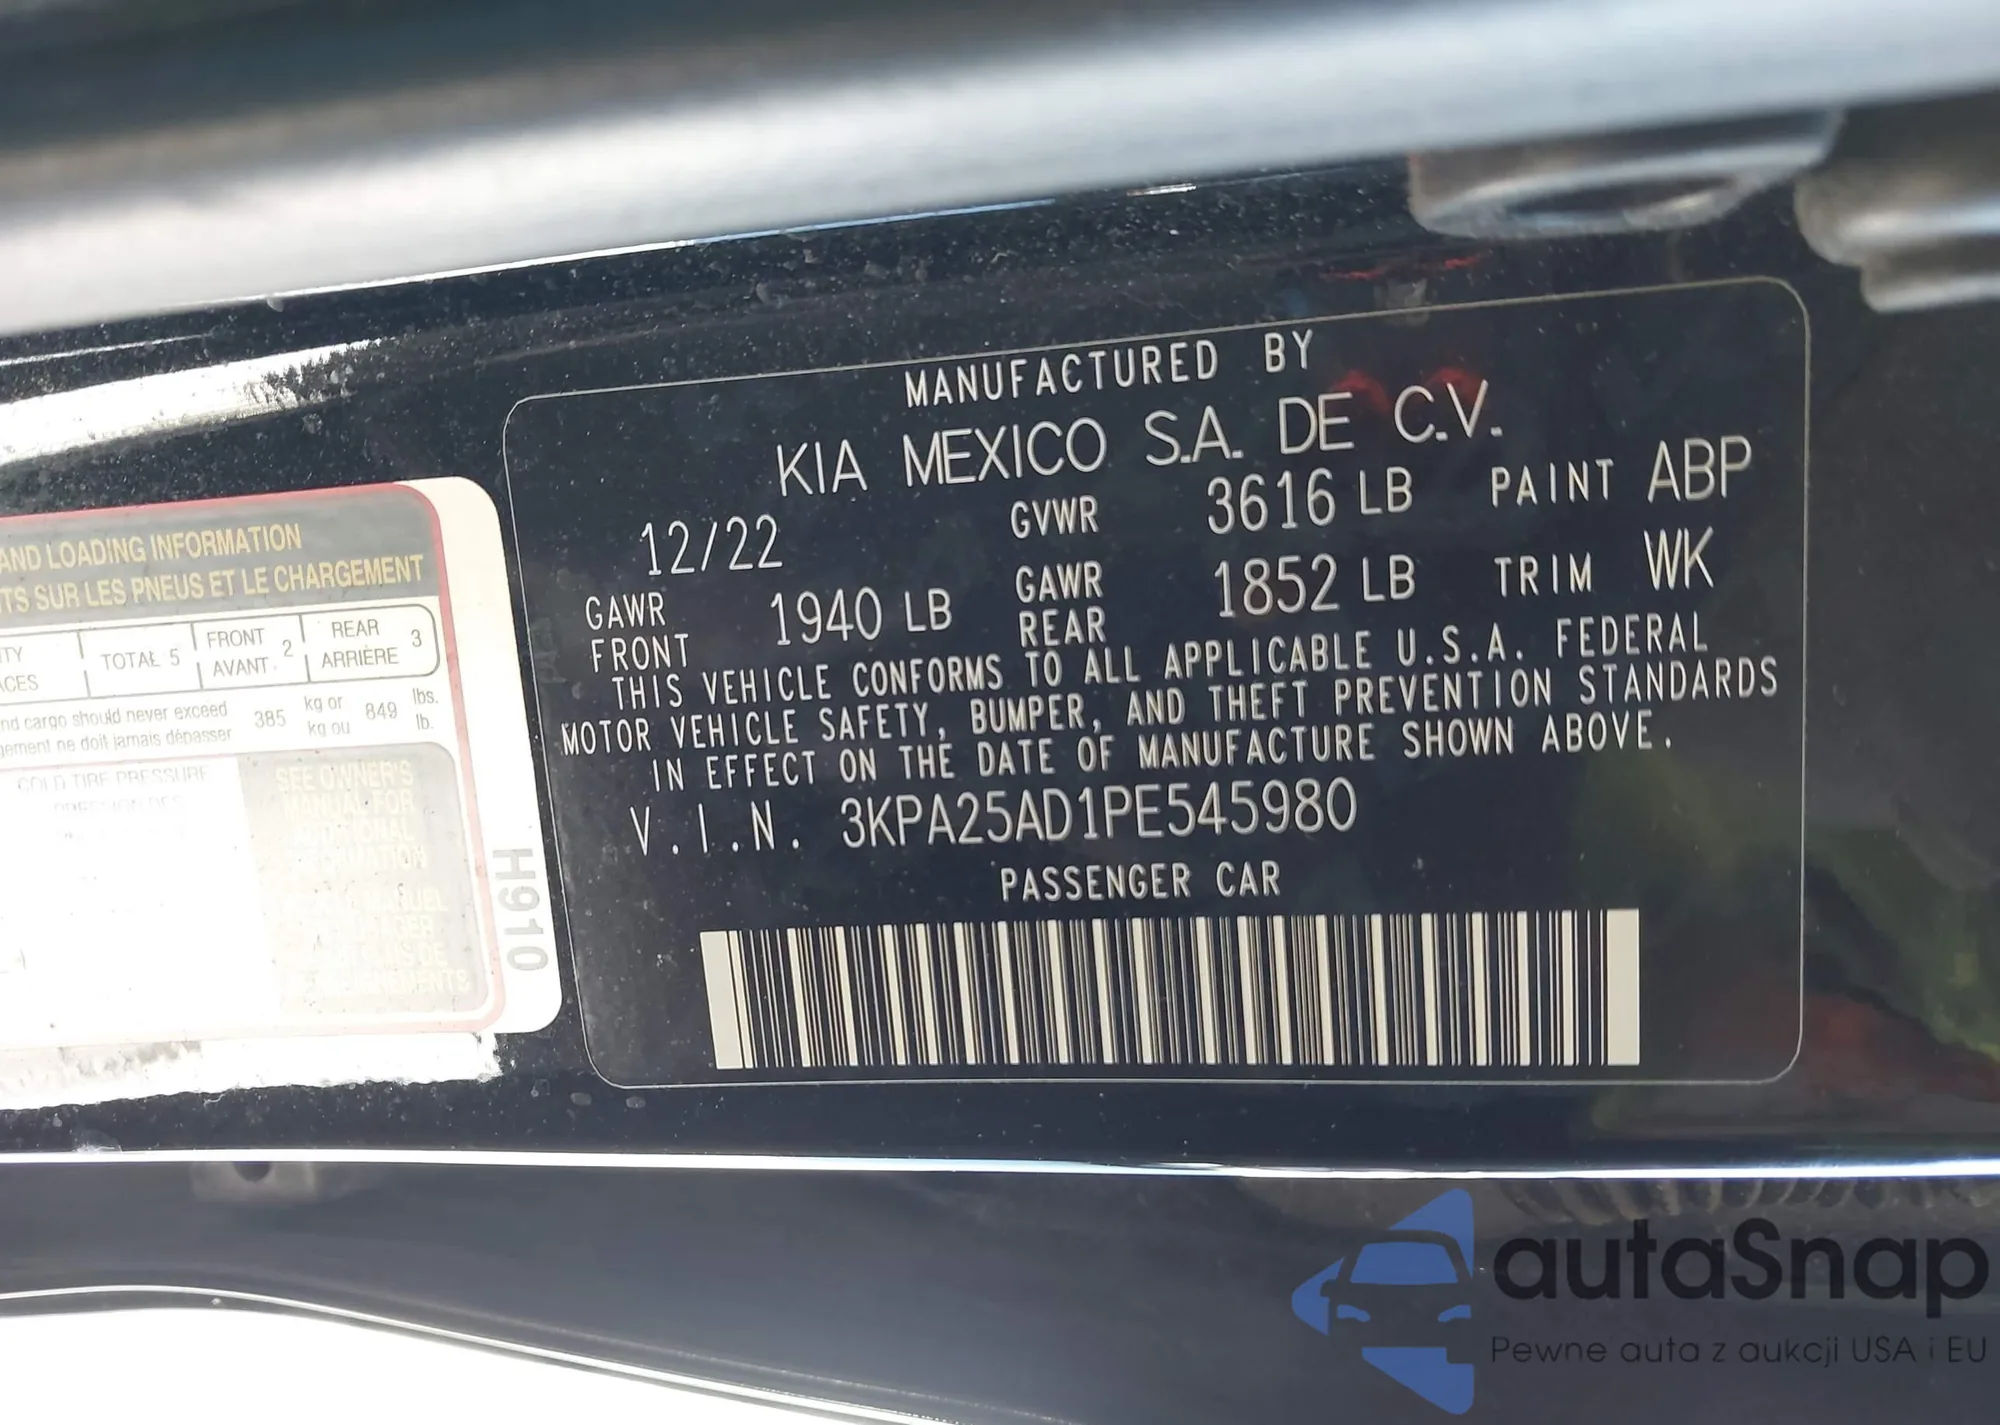 MANUFACTURED BY
KIA MEXICO S.A. DE C.V.
12/22 GVWR 3616 LB PAINT ABP
GAWR FRONT 1940 LB GAWR REAR 1852 LB TRIM WK
THIS VEHICLE CONFORMS TO ALL APPLICABLE U.S.A. FEDERAL
MOTOR VEHICLE SAFETY, BUMPER, AND THEFT PREVENTION STANDARDS
IN EFFECT ON THE DATE OF MANUFACTURE SHOWN ABOVE.
V.I.N. 3KPA25AD1PE545980
PASSENGER CAR
AND LOADING INFORMATION
TS SUR LES PNEUS ET LE CHARGEMENT
TOTAL 5
FRONT AVANT 2
REAR ARRIÈRE 3
nd cargo should never exceed 385 kg or 849 lbs.
gement ne doit jamais dépasser kg ou lb.
COLD TIRE PRESSURE
SEE OWNER'S
MANUAL FOR
H910
autaSnap
Pewne auta z aukcji USA i EU